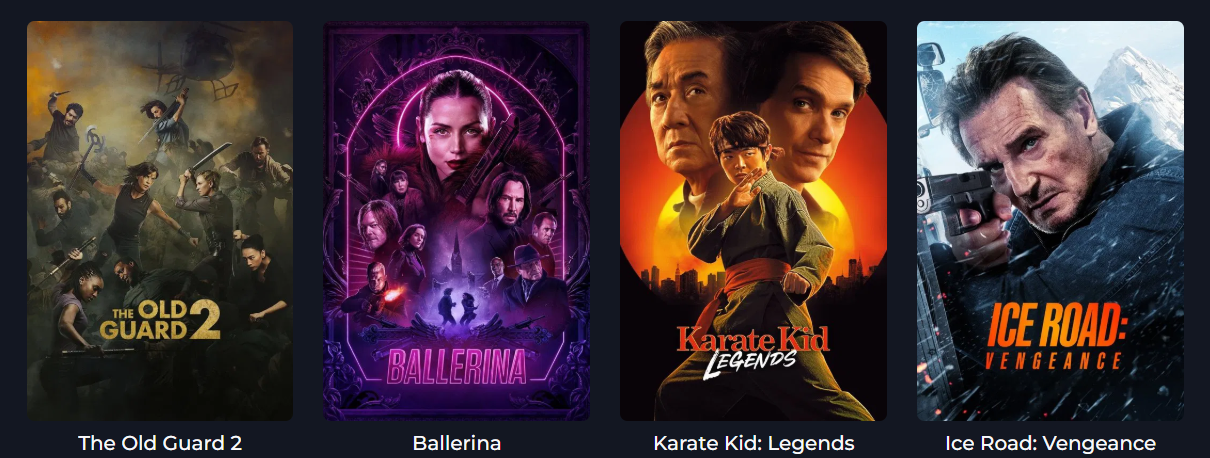 THE OLD
GUARD 2
BALLERINA
Karate Kid
LEGENDS
ICE ROAD:
VENGEANCE
The Old Guard 2
Ballerina
Karate Kid: Legends
Ice Road: Vengeance